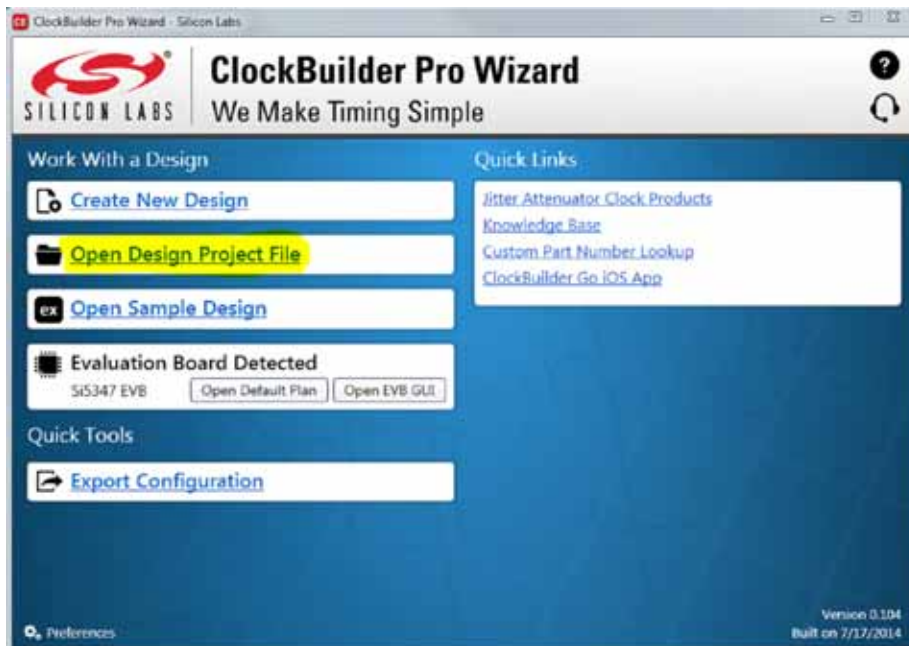 ClockBuilder Pro Wizard - Silicon Labs
SILICON LABS
ClockBuilder Pro Wizard
We Make Timing Simple
?
Work With a Design
Create New Design
Open Design Project File
ex Open Sample Design
Evaluation Board Detected
Si5347 EVB Open Default Plan Open EVB GUI
Quick Tools
Export Configuration
Quick Links
Jitter Attenuator Clock Products
Knowledge Base
Custom Part Number Lookup
ClockBuilder Go iOS App
Preferences
Version 0.104
Built on 7/17/2014